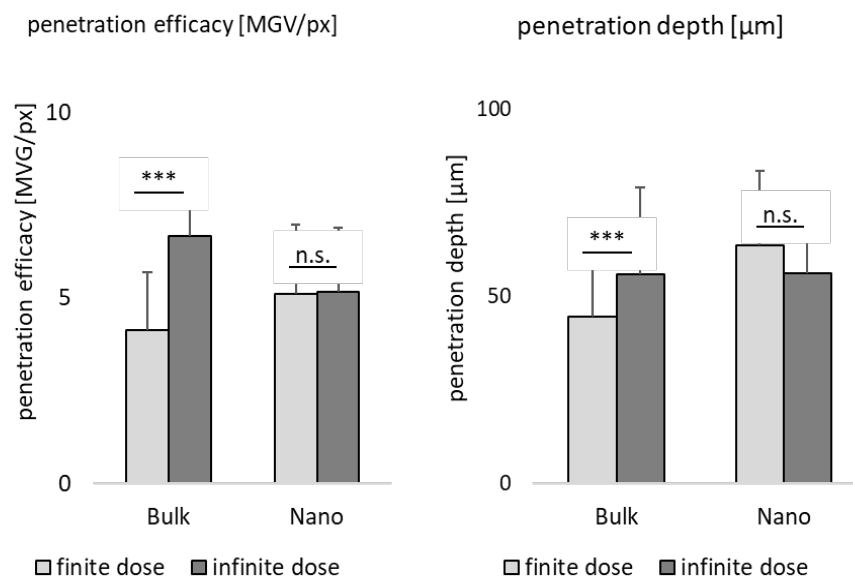 penetration efficacy [MGV/px]
penetration efficacy [MVG/px]
10
5
0
***
n.s.
Bulk
Nano
finite dose
infinite dose
penetration depth [µm]
penetration depth [µm]
100
50
0
***
n.s.
Bulk
Nano
finite dose
infinite dose